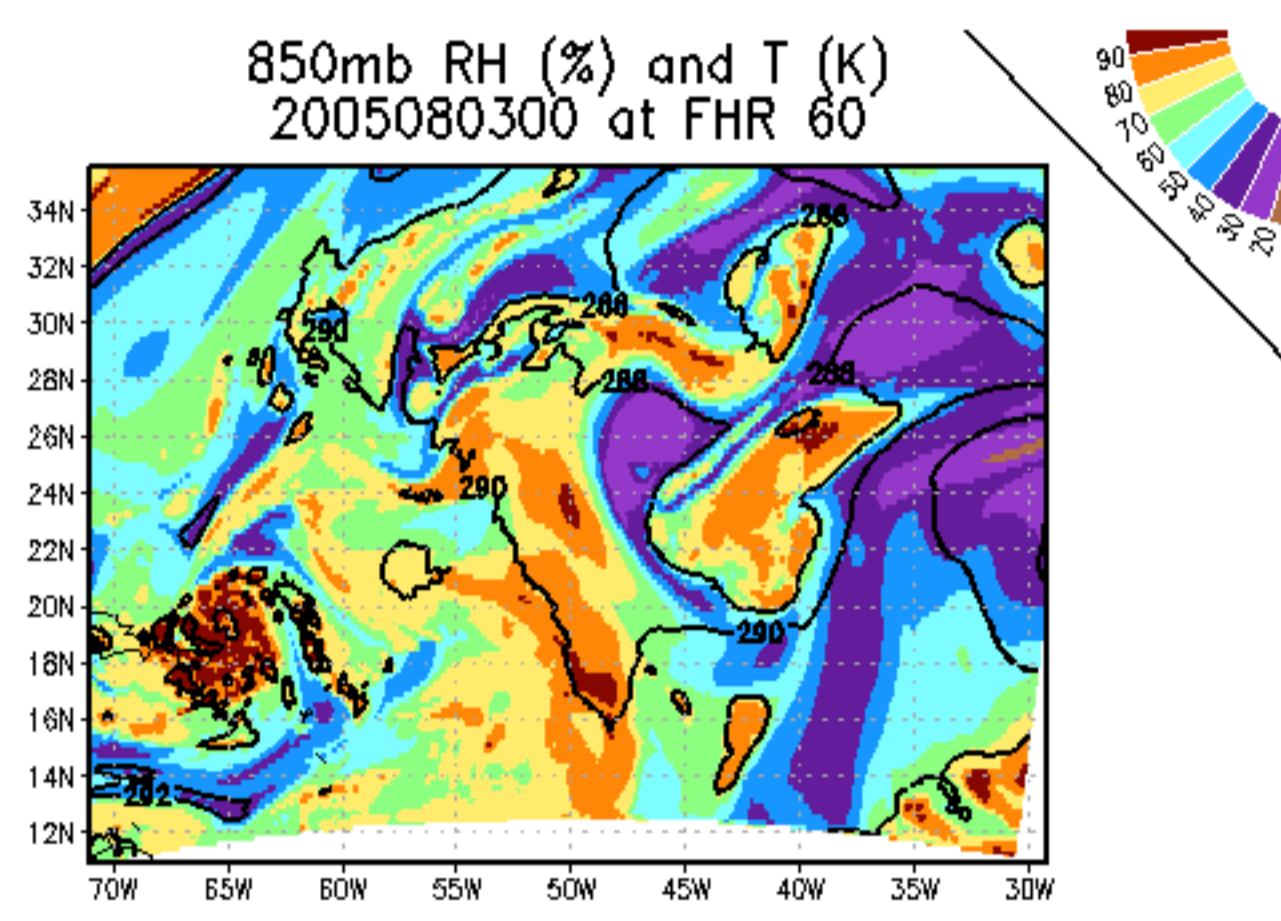 850mb RH (%) and T (K)
2005080300 at FHR 60
90
80
70
60
50
40
30
20
34N
32N
30N
28N
26N
24N
22N
20N
18N
16N
14N
12N
288
288
290
288
288
290
290
292
70W
65W
60W
55W
50W
45W
40W
35W
30W